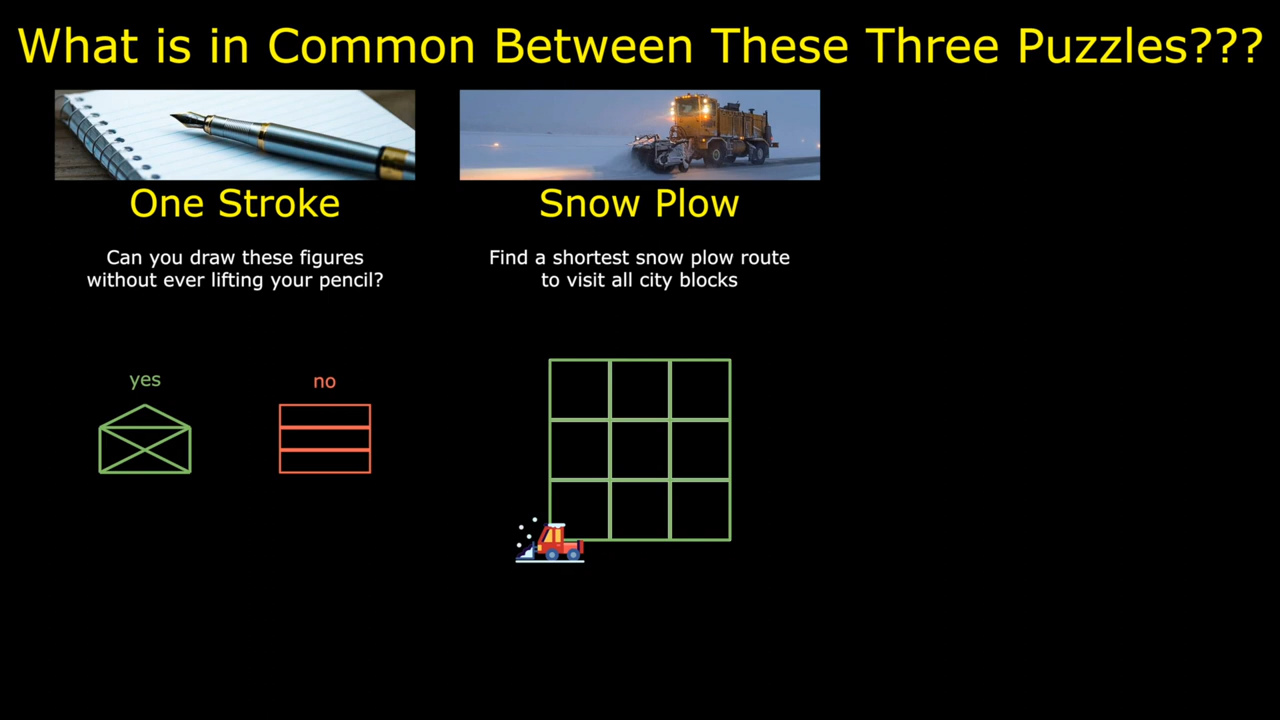 What is in Common Between These Three Puzzles???
One Stroke
Can you draw these figures
without ever lifting your pencil?
yes
no
Snow Plow
Find a shortest snow plow route
to visit all city blocks